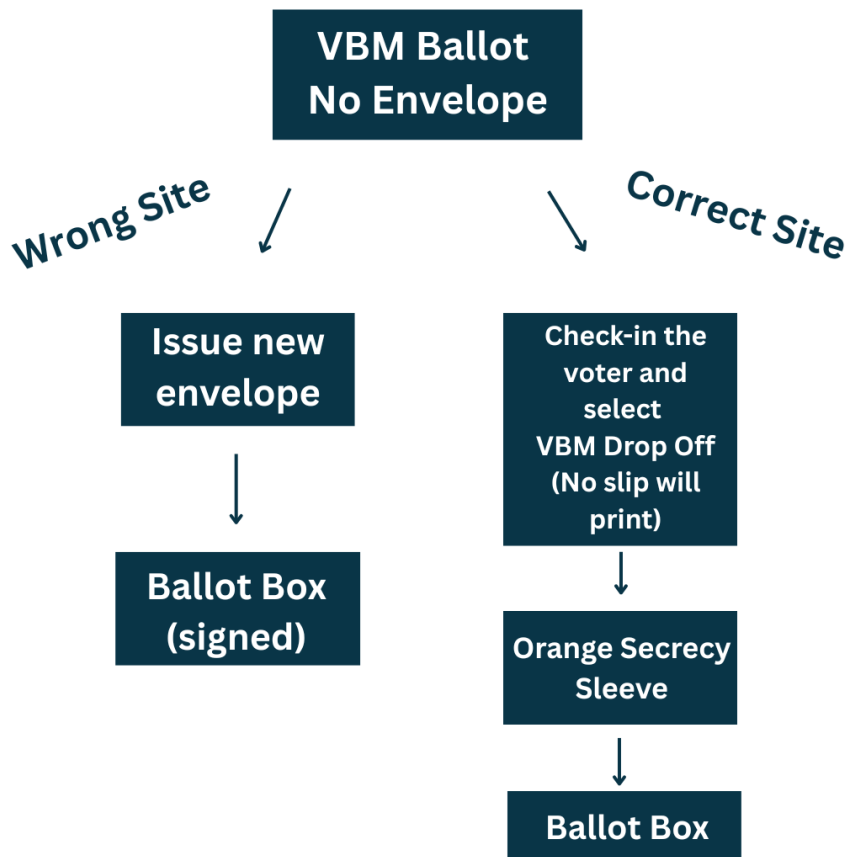 VBM Ballot
No Envelope
Wrong Site
Correct Site
Issue new
envelope
Ballot Box
(signed)
Check-in the
voter and
select
VBM Drop Off
(No slip will
print)
Orange Secrecy
Sleeve
Ballot Box